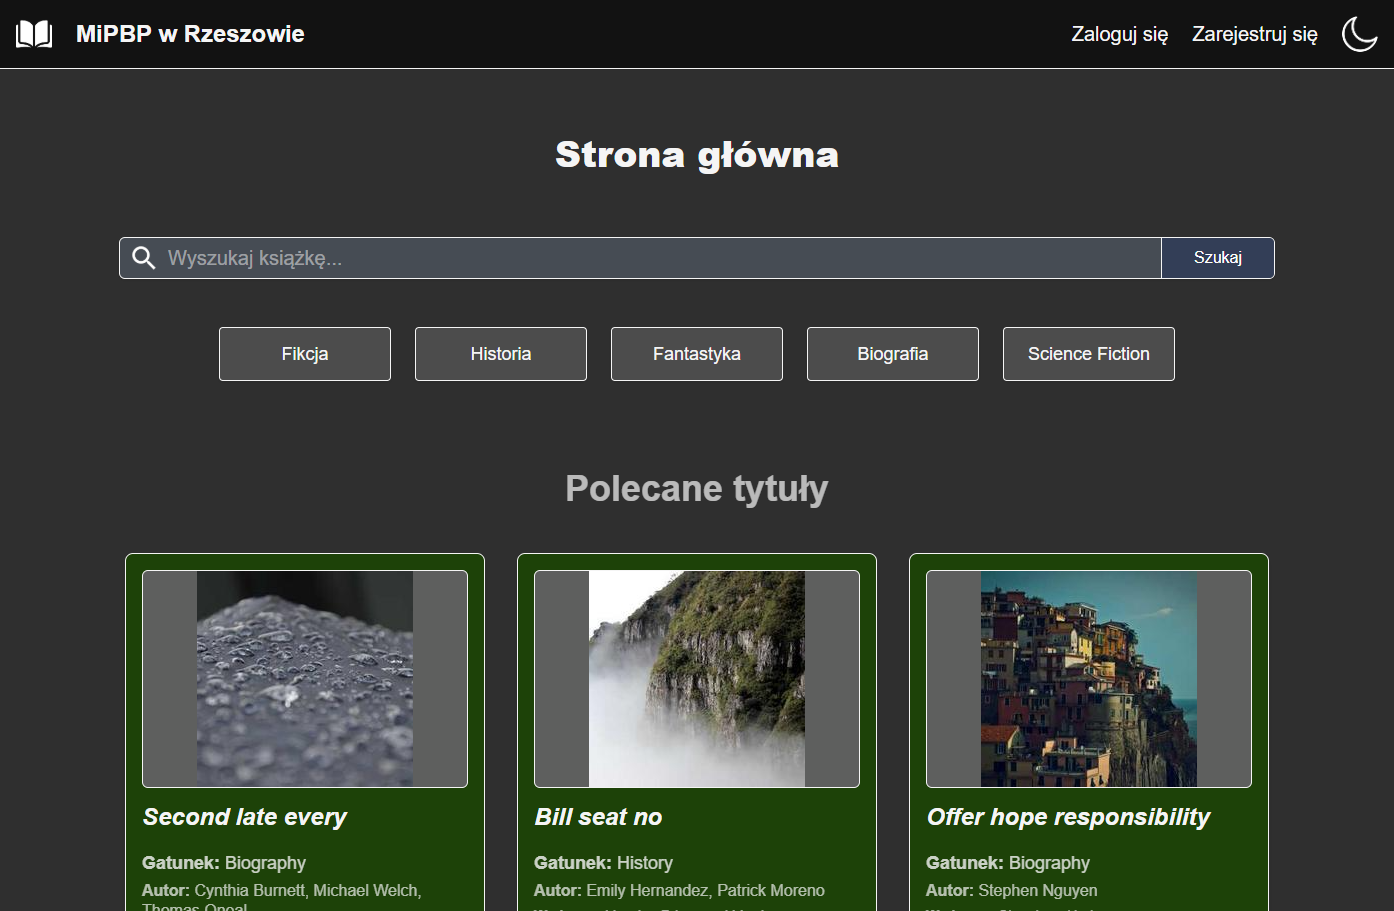 MiPBP w Rzeszowie
Zaloguj się
Zarejestruj się
Strona główna
Wyszukaj książkę...
Szukaj
Fikcja
Historia
Fantastyka
Biografia
Science Fiction
Polecane tytuły
Second late every
Gatunek: Biography
Autor: Cynthia Burnett, Michael Welch,
Thomas Oneal
Bill seat no
Gatunek: History
Autor: Emily Hernandez, Patrick Moreno
Offer hope responsibility
Gatunek: Biography
Autor: Stephen Nguyen